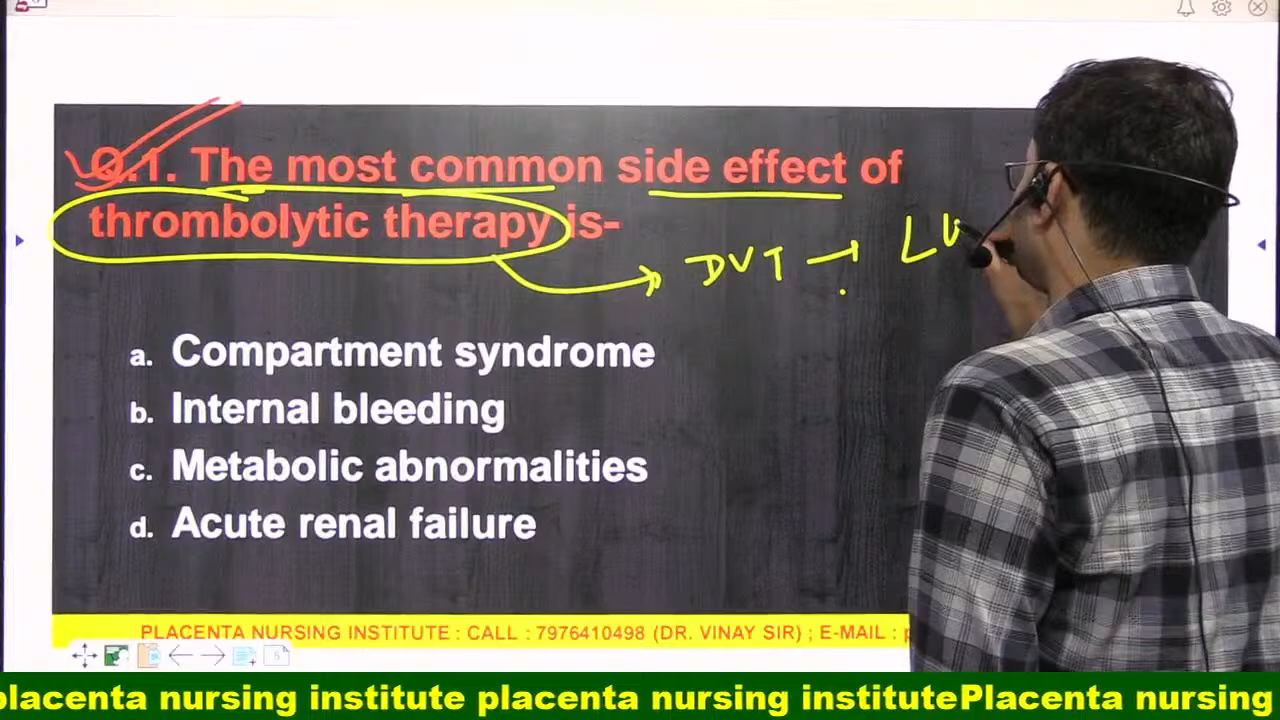 Q.1. The most common side effect of
thrombolytic therapy is-
DVT → L
a. Compartment syndrome
b. Internal bleeding
c. Metabolic abnormalities
d. Acute renal failure
PLACENTA NURSING INSTITUTE : CALL : 7976410498 (DR. VINAY SIR) ; E-MAIL : p
5
placenta nursing institute placenta nursing institutePlacenta nursing